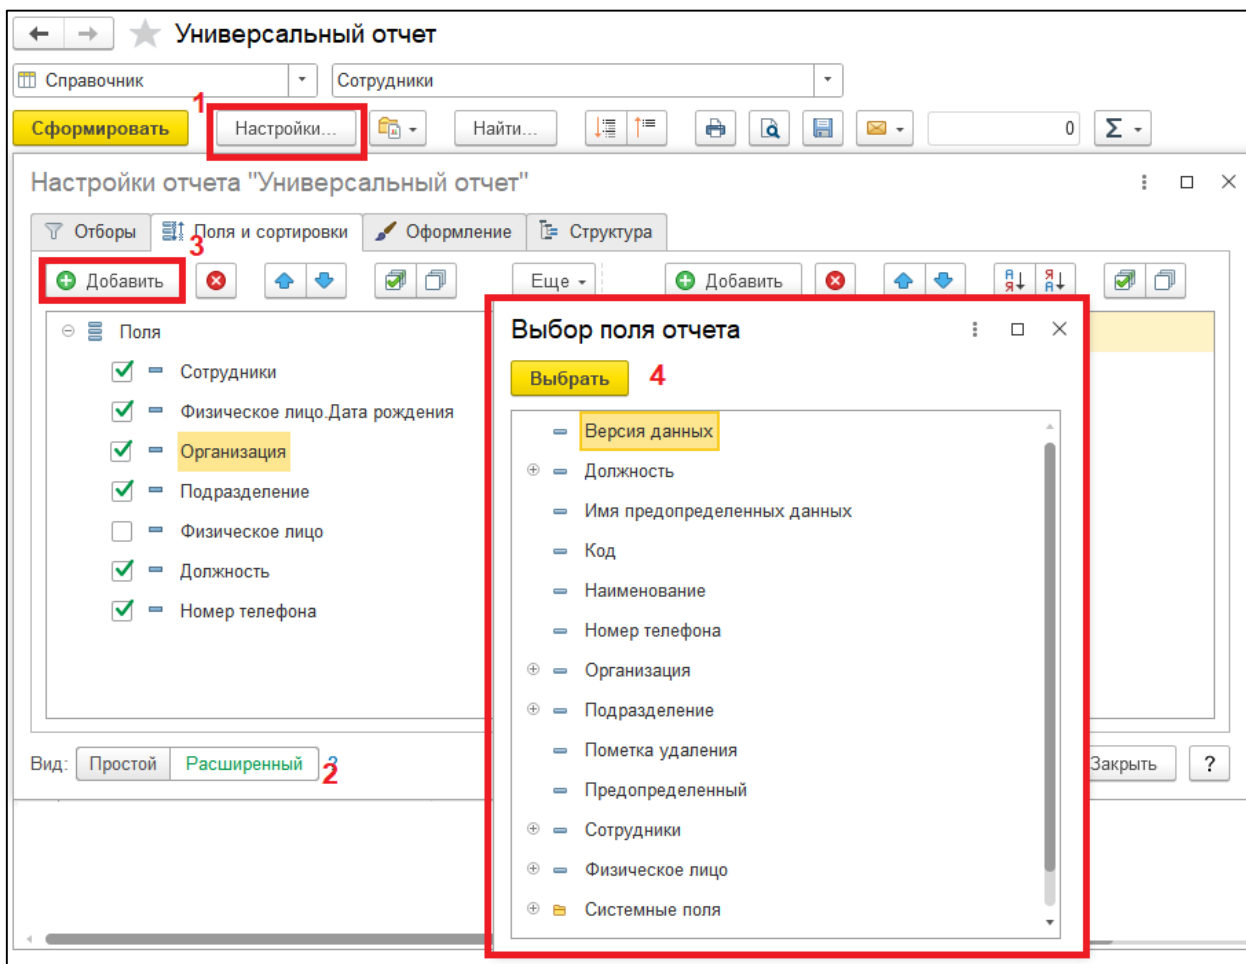 Универсальный отчет
Справочник
Сотрудники
1
Сформировать
Настройки...
Найти...
0
Σ
Настройки отчета "Универсальный отчет"
Отборы
Поля и сортировки
Оформление
Структура
3
Добавить
Еще
Добавить
Поля
Сотрудники
Физическое лицо.Дата рождения
Организация
Подразделение
Физическое лицо
Должность
Номер телефона
Выбор поля отчета
Выбрать
4
Версия данных
Должность
Имя предопределенных данных
Код
Наименование
Номер телефона
Организация
Подразделение
Пометка удаления
Предопределенный
Сотрудники
Физическое лицо
Системные поля
Вид:
Простой
Расширенный
?
2
Закрыть
?